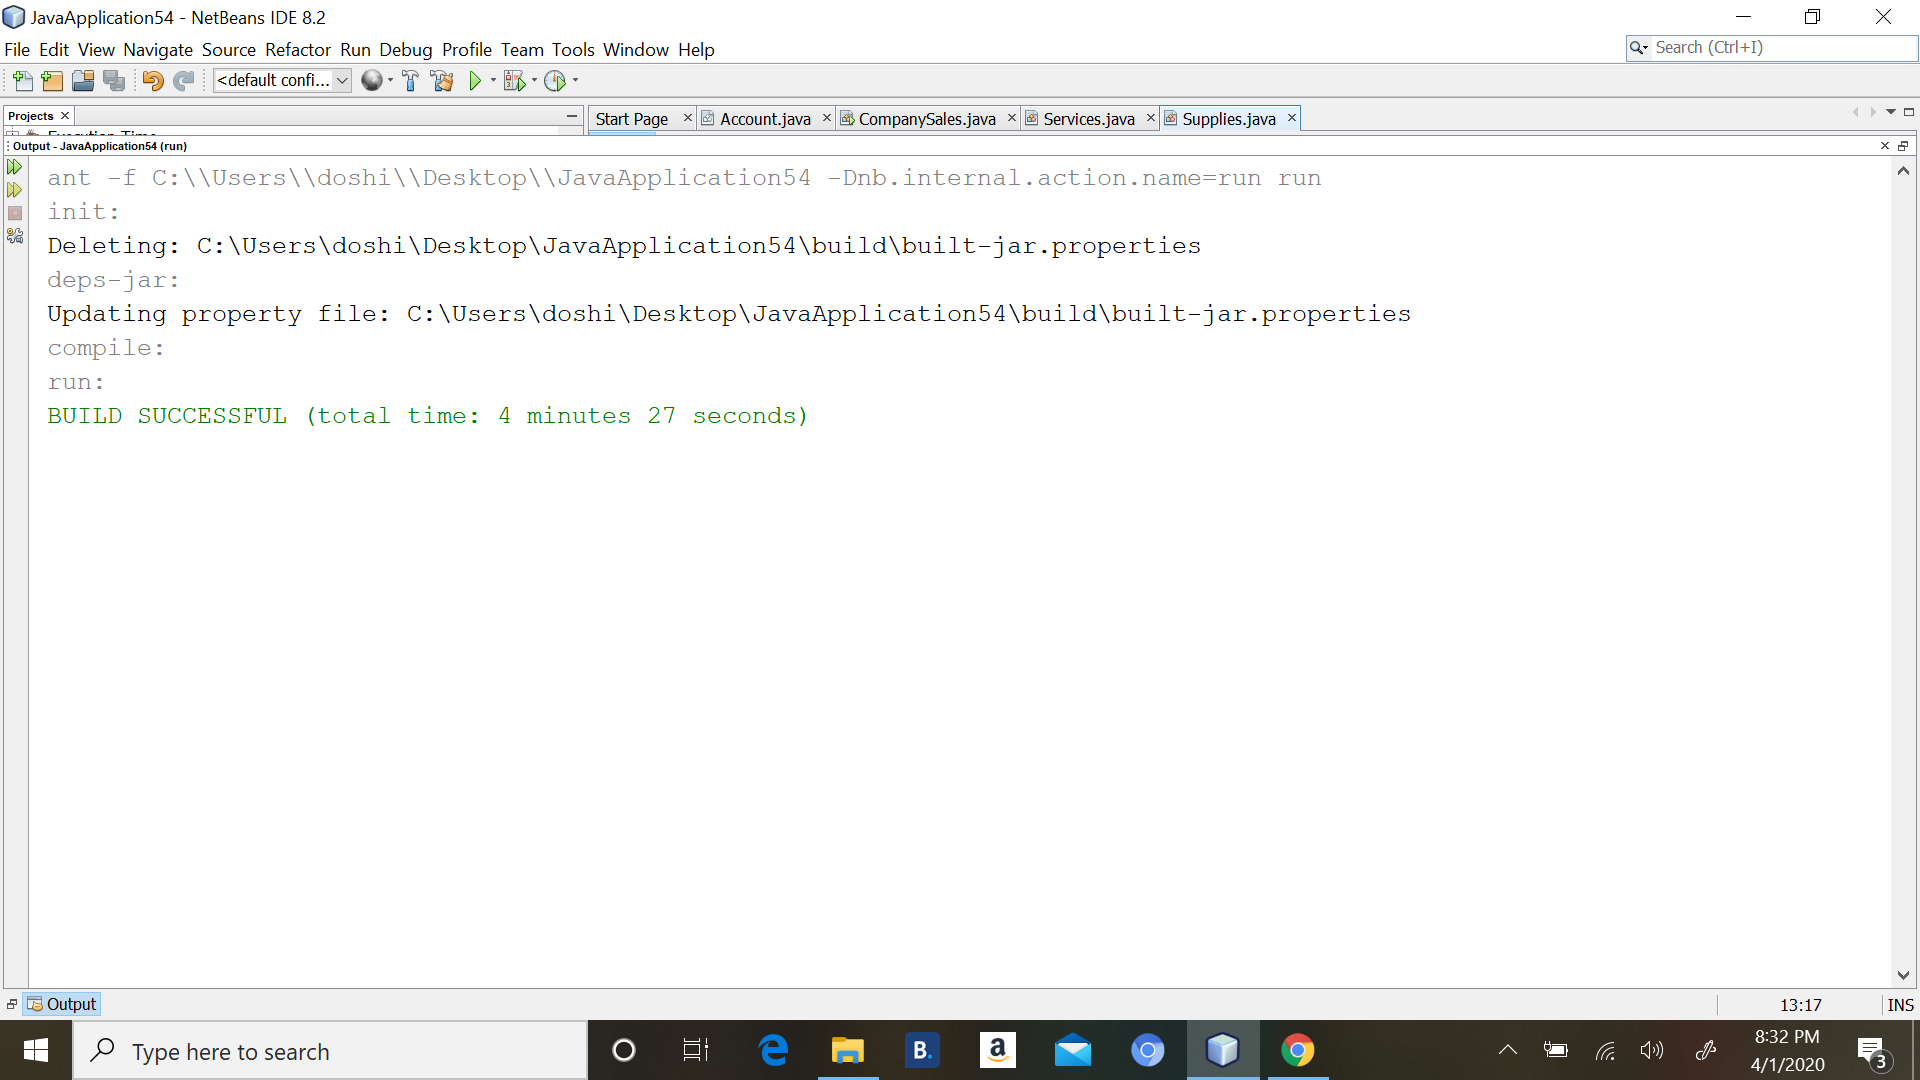 JavaApplication54 - NetBeans IDE 8.2
File Edit View Navigate Source Refactor Run Debug Profile Team Tools Window Help
Search (Ctrl+I)
<default confi...
Projects
Start Page
Account.java
CompanySales.java
Services.java
Supplies.java
Execution Time
Output - JavaApplication54 (run)
ant -f C:\\Users\\doshi\\Desktop\\JavaApplication54 -Dnb.internal.action.name=run run
init:
Deleting: C:\Users\doshi\Desktop\JavaApplication54\build\built-jar.properties
deps-jar:
Updating property file: C:\Users\doshi\Desktop\JavaApplication54\build\built-jar.properties
compile:
run:
BUILD SUCCESSFUL (total time: 4 minutes 27 seconds)
Output
13:17
INS
Type here to search
B.
a
8:32 PM
4/1/2020
3